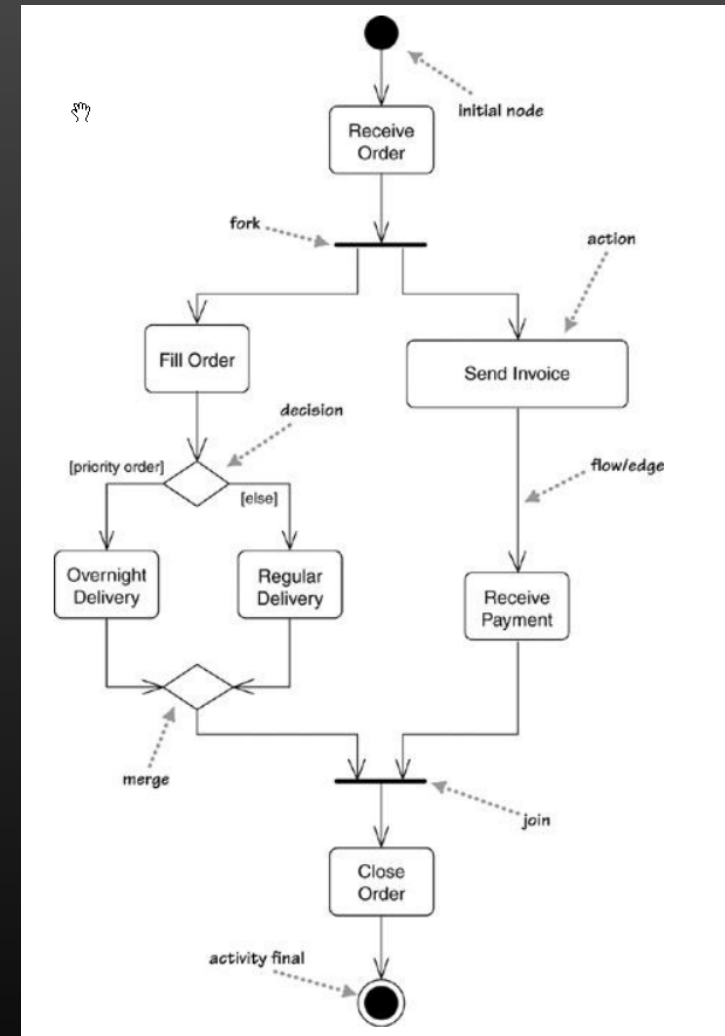 initial node
Receive
Order
fork
action
Fill Order
Send Invoice
decision
[priority order]
[else]
flow/edge
Overnight
Delivery
Regular
Delivery
Receive
Payment
merge
join
Close
Order
activity final